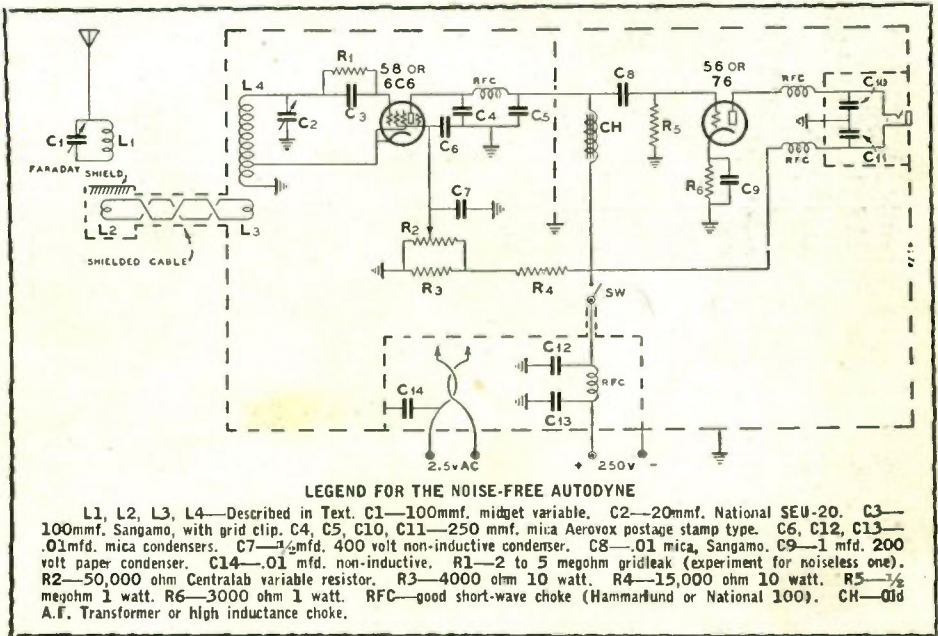 R1
58 OR
6C6
RFC
C8
56 OR
76
RFC
C10
L4
C3
C2
C4
C5
C6
CH
R5
C11
RFC
R6
C9
C1
L1
FARADAY SHIELD
L2
L3
SHIELDED CABLE
C7
R2
R3
R4
SW
C12
RFC
C13
C14
2.5v AC
+ 250v -
LEGEND FOR THE NOISE-FREE AUTODYNE
L1, L2, L3, L4—Described in Text. C1—100mmf. midget variable. C2—20mmf. National SEU-20. C3—
100mmf. Sangamo, with grid clip. C4, C5, C10, C11—250 mmf. mica Aerovox postage stamp type. C6, C12, C13—
.01mfd. mica condensers. C7—½mfd. 400 volt non-inductive condenser. C8—.01 mica, Sangamo. C9—1 mfd. 200
volt paper condenser. C14—.01 mfd. non-inductive. R1—2 to 5 megohm gridleak (experiment for noiseless one).
R2—50,000 ohm Centralab variable resistor. R3—4000 ohm 10 watt. R4—15,000 ohm 10 watt. R5—½
megohm 1 watt. R6—3000 ohm 1 watt. RFC—good short-wave choke (Hammarlund or National 100). CH—Old
A.F. Transformer or high inductance choke.